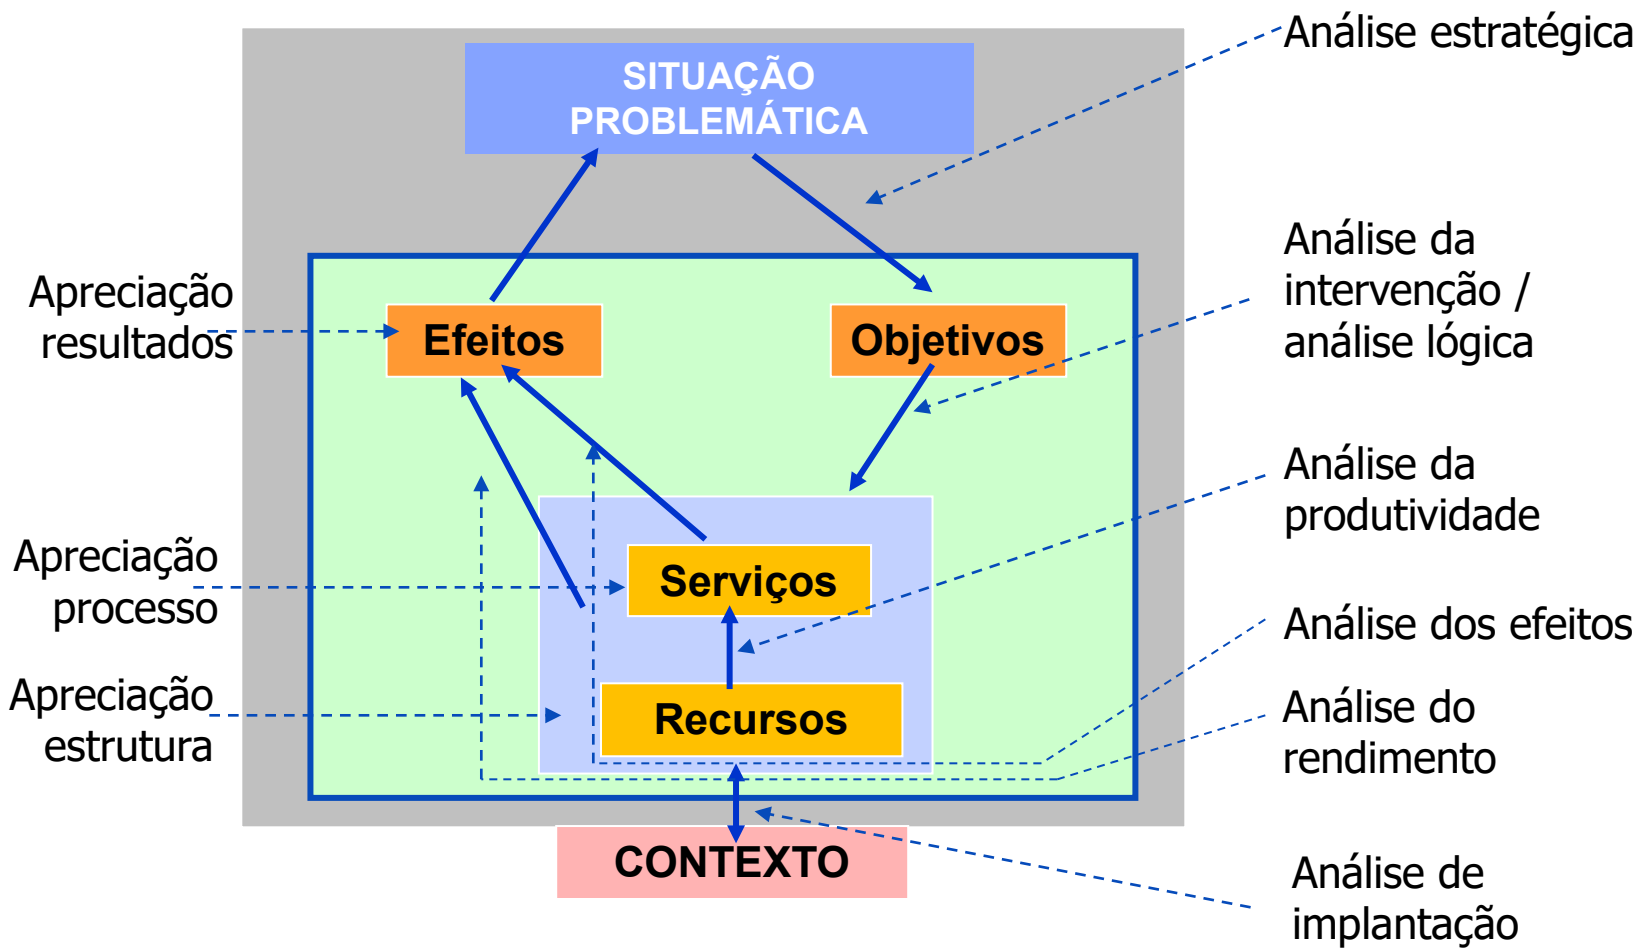 Análise estratégica
SITUAÇÃO
PROBLEMÁTICA
Análise da
intervenção /
análise lógica
Apreciação
resultados
Efeitos
Objetivos
Análise da
produtividade
Apreciação
processo
Serviços
Análise dos efeitos
Apreciação
estrutura
Recursos
Análise do
rendimento
CONTEXTO
Análise de
implantação